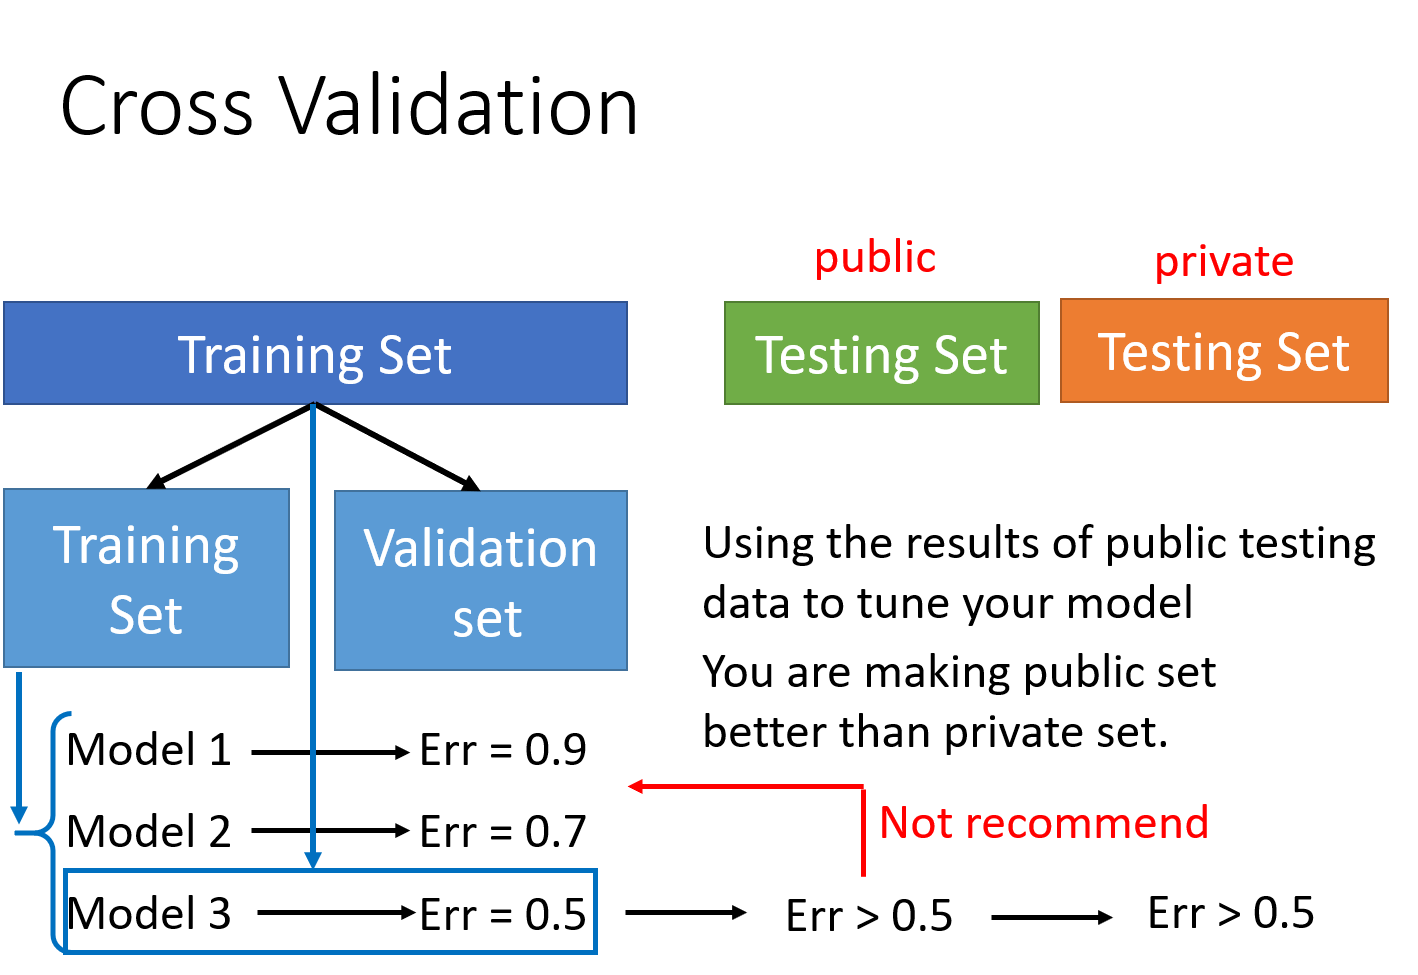 Cross Validation
public
private
Training Set
Testing Set
Testing Set
Training
Set
Validation
set
Using the results of public testing
data to tune your model
You are making public set
better than private set.
Model 1
Err = 0.9
Model 2
Err = 0.7
Not recommend
Model 3
Err = 0.5
Err > 0.5
Err > 0.5